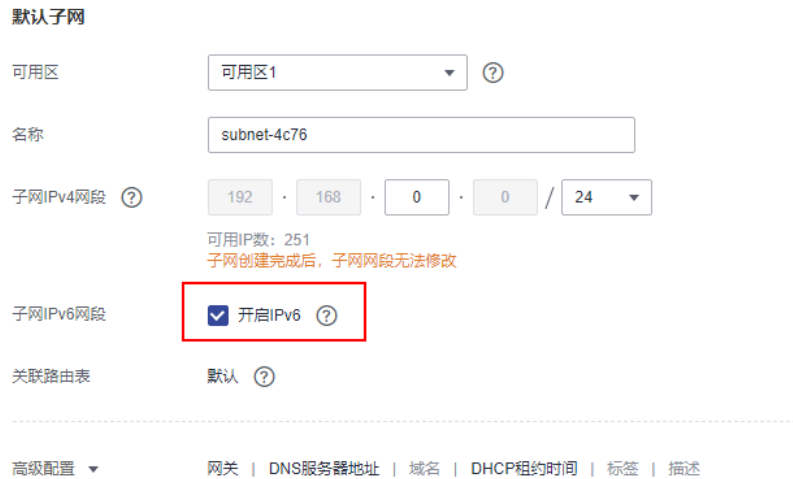 默认子网
可用区 可用区1
名称 subnet-4c76
子网IPv4网段 192 · 168 · 0 · 0 / 24
可用IP数：251
子网创建完成后，子网网段无法修改
子网IPv6网段 开启IPv6
关联路由表 默认
高级配置 网关 | DNS服务器地址 | 域名 | DHCP租约时间 | 标签 | 描述